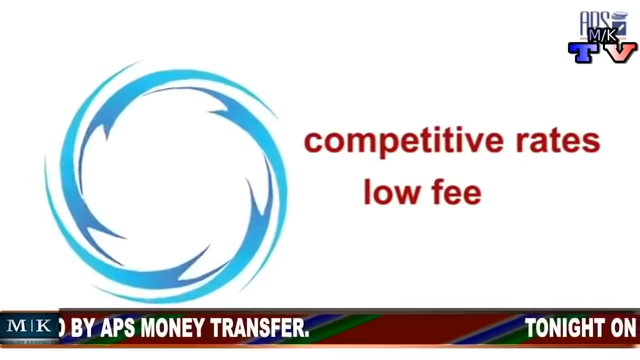 APS
M/K
TV
competitive rates
low fee
M|K
D BY APS MONEY TRANSFER.
TONIGHT ON